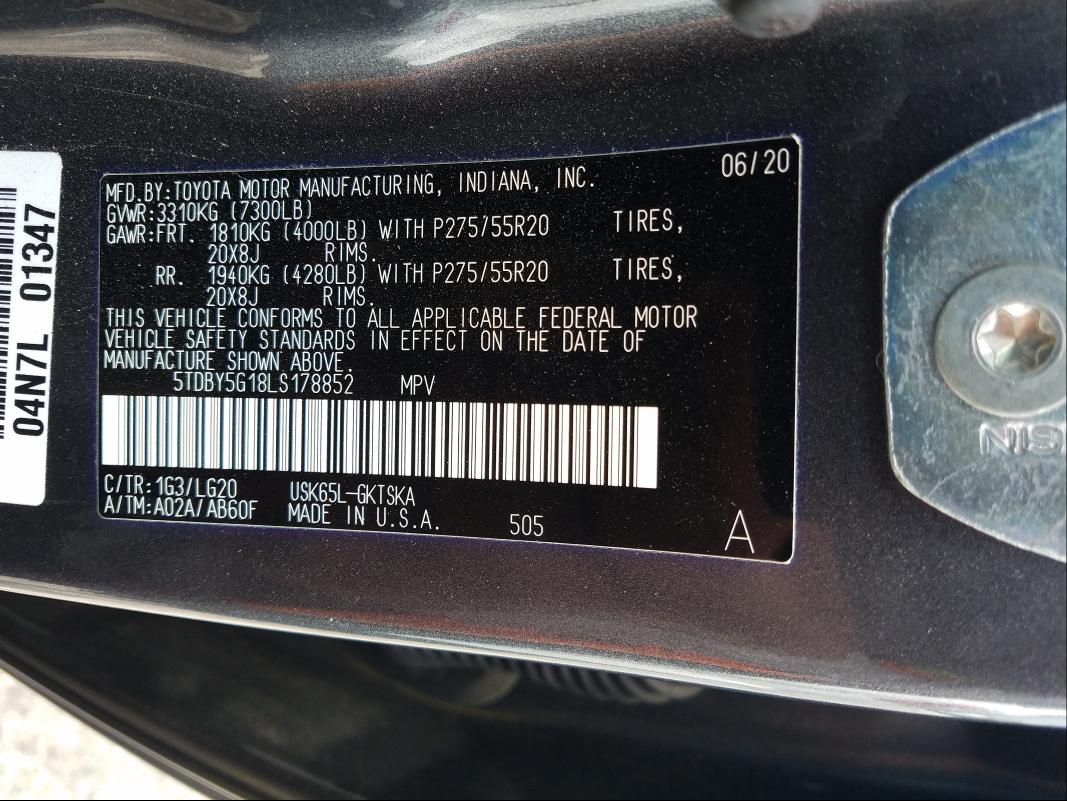 06/20
MFD.BY:TOYOTA MOTOR MANUFACTURING, INDIANA, INC.
GVWR:3310KG (7300LB)
GAWR:FRT. 1810KG (4000LB) WITH P275/55R20 TIRES,
20X8J RIMS.
RR. 1940KG (4280LB) WITH P275/55R20 TIRES,
20X8J RIMS.
THIS VEHICLE CONFORMS TO ALL APPLICABLE FEDERAL MOTOR
VEHICLE SAFETY STANDARDS IN EFFECT ON THE DATE OF
MANUFACTURE SHOWN ABOVE.
5TDBY5G18LS178852 MPV
C/TR:1G3/LG20 USK65L-GKTSKA
A/TM:A02A/AB60F MADE IN U.S.A. 505
A
04N7L 01347